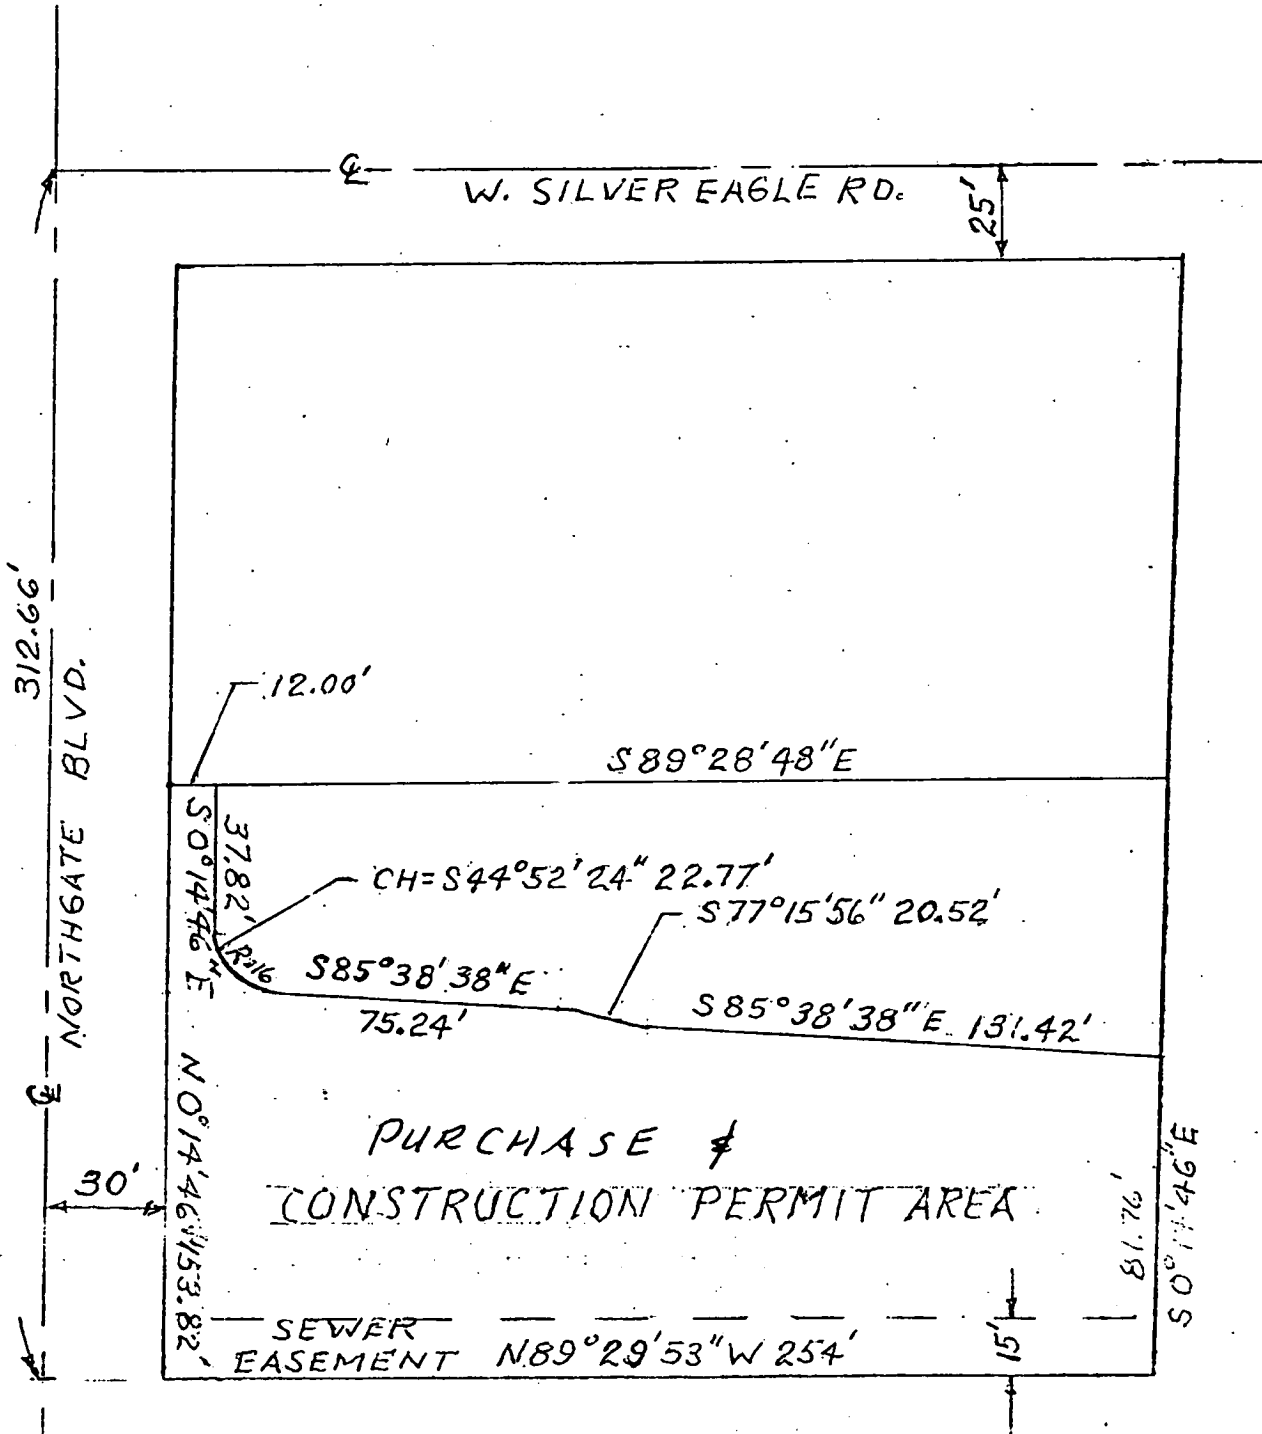 ℄
W. SILVER EAGLE RD.
25'
312.66'
NORTHGATE BLVD.
12.00'
S89°28'48"E
37.82'
S0°14'46"E
CH=S44°52'24" 22.77'
S77°15'56" 20.52'
R=16
S85°38'38"E
75.24'
S85°38'38"E 131.42'
℄
N0°14'46"W 153.82'
PURCHASE &
CONSTRUCTION PERMIT AREA
30'
81.76'
S0°14'46"E
SEWER
EASEMENT
N89°29'53"W 254'
15'